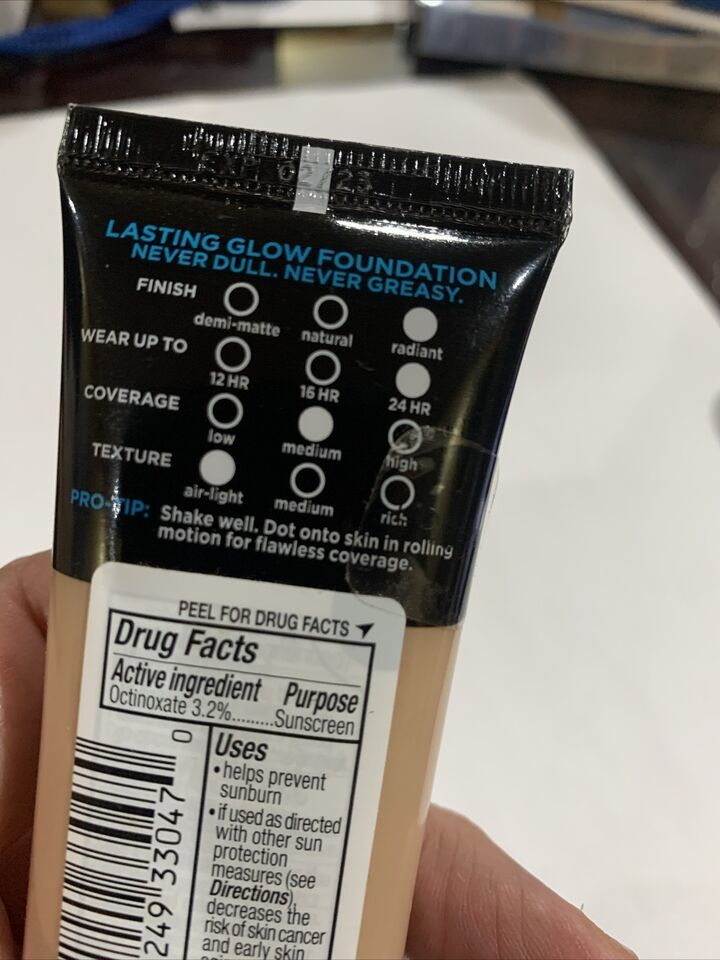 EXP 02 23
LASTING GLOW FOUNDATION
NEVER DULL. NEVER GREASY.
FINISH
demi-matte natural radiant
WEAR UP TO
12 HR 16 HR 24 HR
COVERAGE
low medium high
TEXTURE
air-light medium rich
PRO-TIP: Shake well. Dot onto skin in rolling
motion for flawless coverage.
PEEL FOR DRUG FACTS
Drug Facts
Active ingredient Purpose
Octinoxate 3.2%.........Sunscreen
Uses
• helps prevent
sunburn
• if used as directed
with other sun
protection
measures (see
Directions),
decreases the
risk of skin cancer
and early skin
249 33047 0